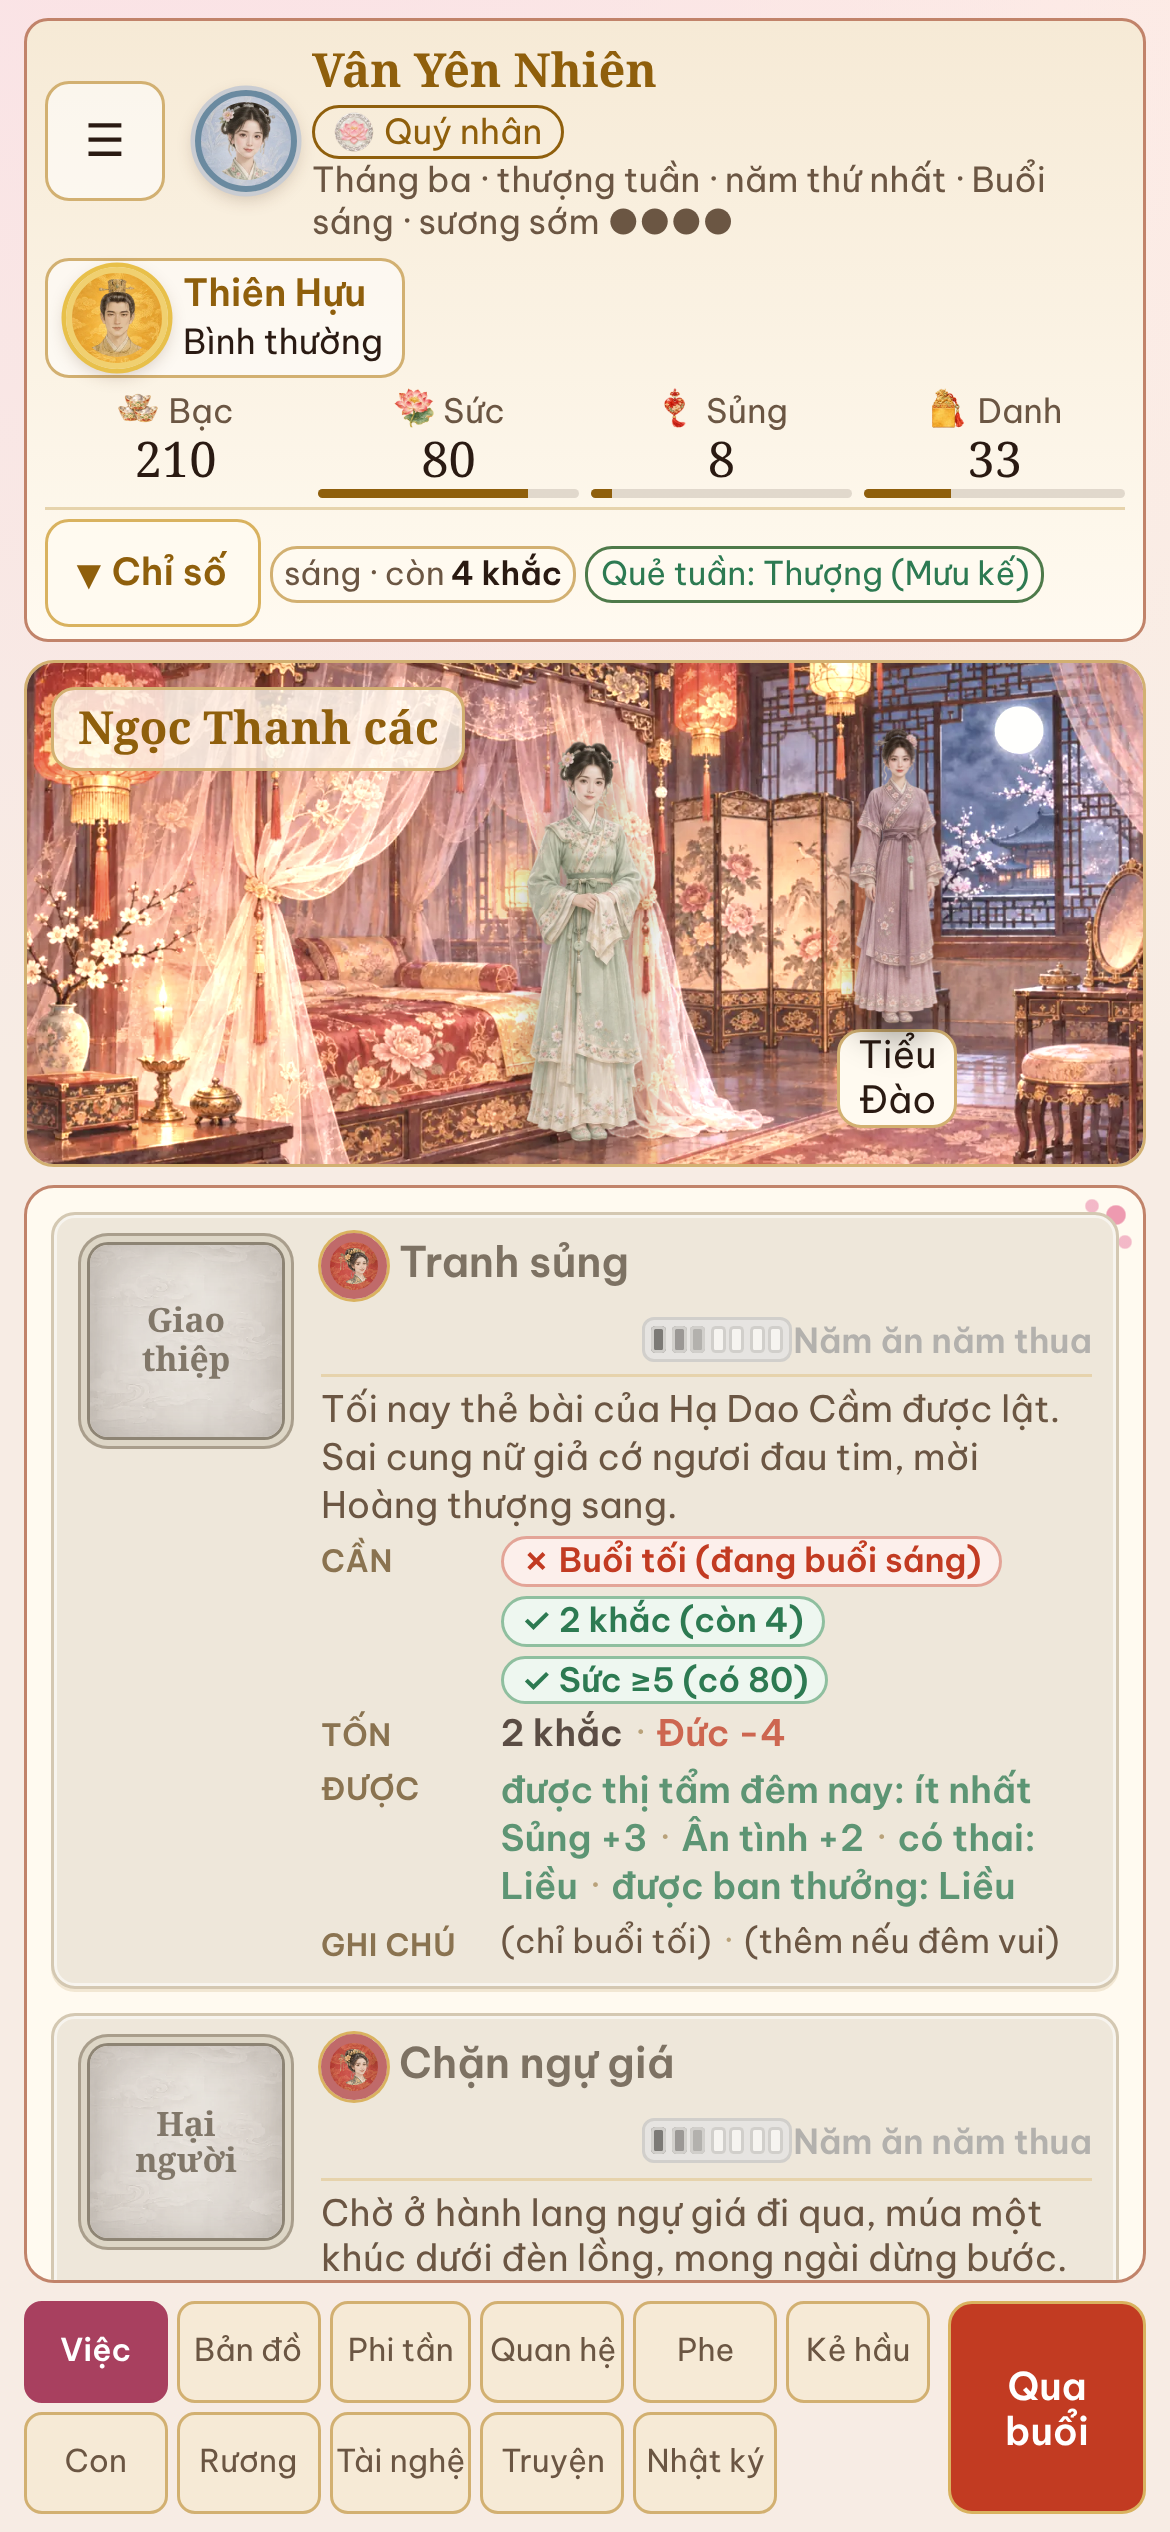 Vân Yên Nhiên
Quý nhân
Tháng ba · thượng tuần · năm thứ nhất · Buổi
sáng · sương sớm ●●●●
Thiên Hựu
Bình thường
Bạc
210
Sức
80
Sủng
8
Danh
33
▼ Chỉ số
sáng · còn 4 khắc
Quẻ tuần: Thượng (Mưu kế)
Ngọc Thanh các
Tiểu
Đào
Giao
thiệp
Tranh sủng
Năm ăn năm thua
Tối nay thẻ bài của Hạ Dao Cầm được lật.
Sai cung nữ giả cớ ngươi đau tim, mời
Hoàng thượng sang.
CẦN
× Buổi tối (đang buổi sáng)
✓ 2 khắc (còn 4)
✓ Sức ≥5 (có 80)
TỐN
2 khắc · Đức -4
ĐƯỢC
được thị tẩm đêm nay: ít nhất
Sủng +3 · Ân tình +2 · có thai:
Liều · được ban thưởng: Liều
GHI CHÚ
(chỉ buổi tối) · (thêm nếu đêm vui)
Hại
người
Chặn ngự giá
Năm ăn năm thua
Chờ ở hành lang ngự giá đi qua, múa một
khúc dưới đèn lồng, mong ngài dừng bước.
Việc
Bản đồ
Phi tần
Quan hệ
Phe
Kẻ hầu
Qua
buổi
Con
Rương
Tài nghệ
Truyện
Nhật ký